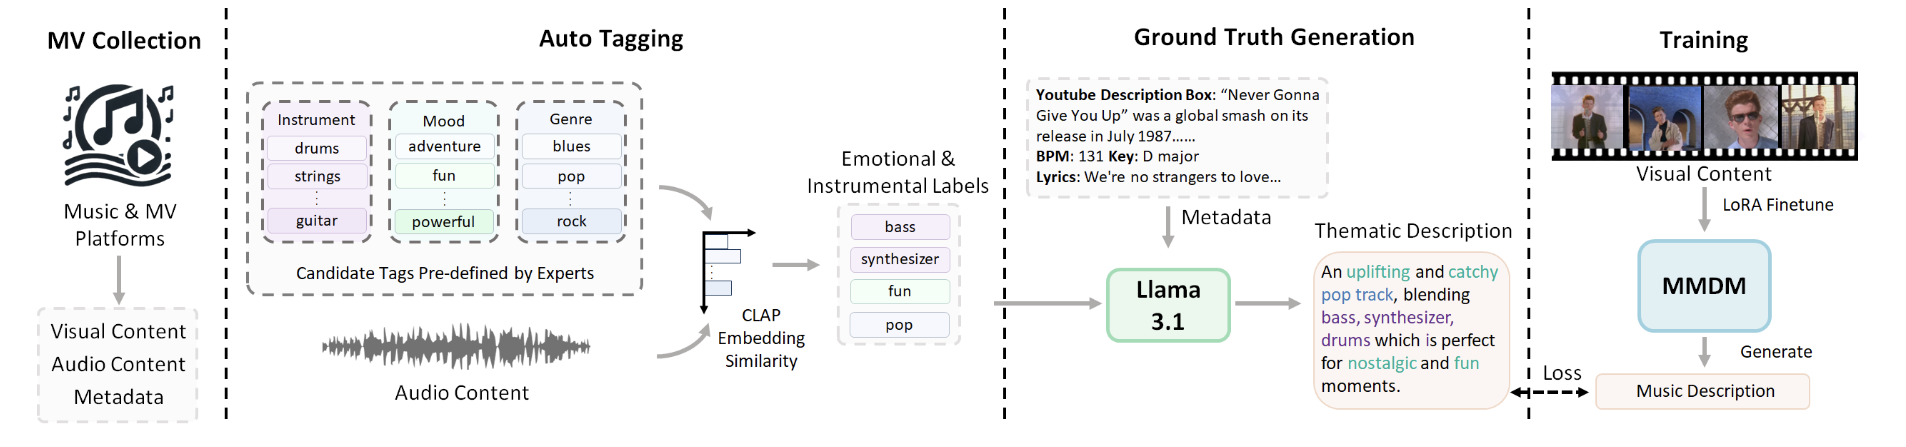 MV Collection
Music & MV
Platforms
Visual Content
Audio Content
Metadata
Auto Tagging
Instrument
drums
strings
guitar
Mood
adventure
fun
powerful
Genre
blues
pop
rock
Candidate Tags Pre-defined by Experts
Audio Content
CLAP
Embedding
Similarity
Emotional &
Instrumental Labels
bass
synthesizer
fun
pop
Ground Truth Generation
Youtube Description Box: “Never Gonna
Give You Up” was a global smash on its
release in July 1987......
BPM: 131 Key: D major
Lyrics: We're no strangers to love...
Metadata
Llama
3.1
Thematic Description
An uplifting and catchy
pop track, blending
bass, synthesizer,
drums which is perfect
for nostalgic and fun
moments.
Loss
Training
Visual Content
LoRA Finetune
MMDM
Generate
Music Description